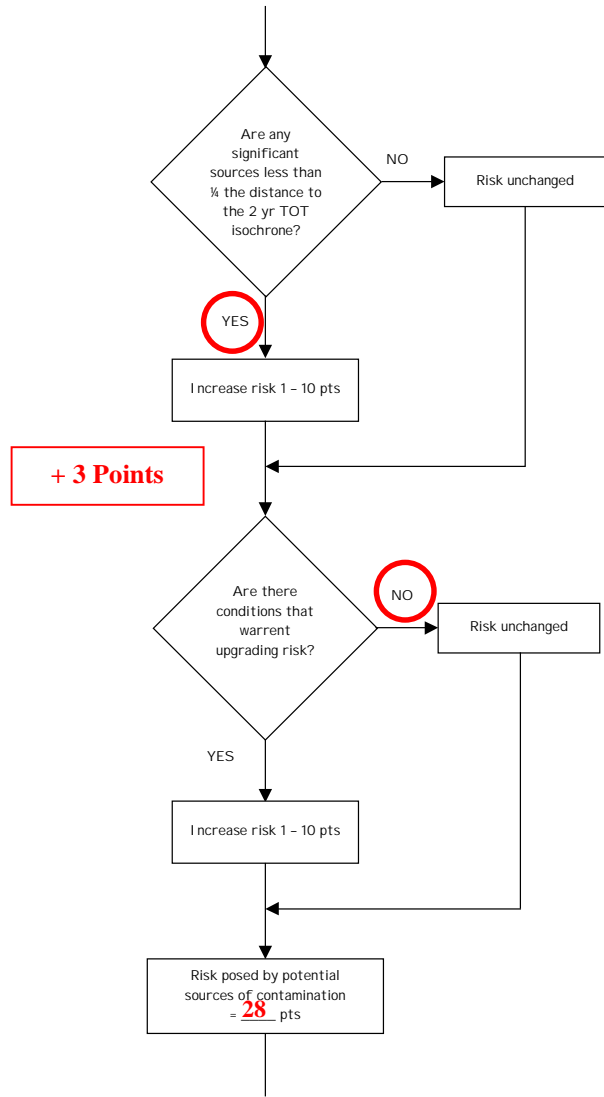 Are any
significant
sources less than
¼ the distance to
the 2 yr TOT
isochrone?
NO
Risk unchanged
YES
Increase risk 1 – 10 pts
+ 3 Points
Are there
conditions that
warrent
upgrading risk?
NO
Risk unchanged
YES
Increase risk 1 – 10 pts
Risk posed by potential
sources of contamination
= 28 pts